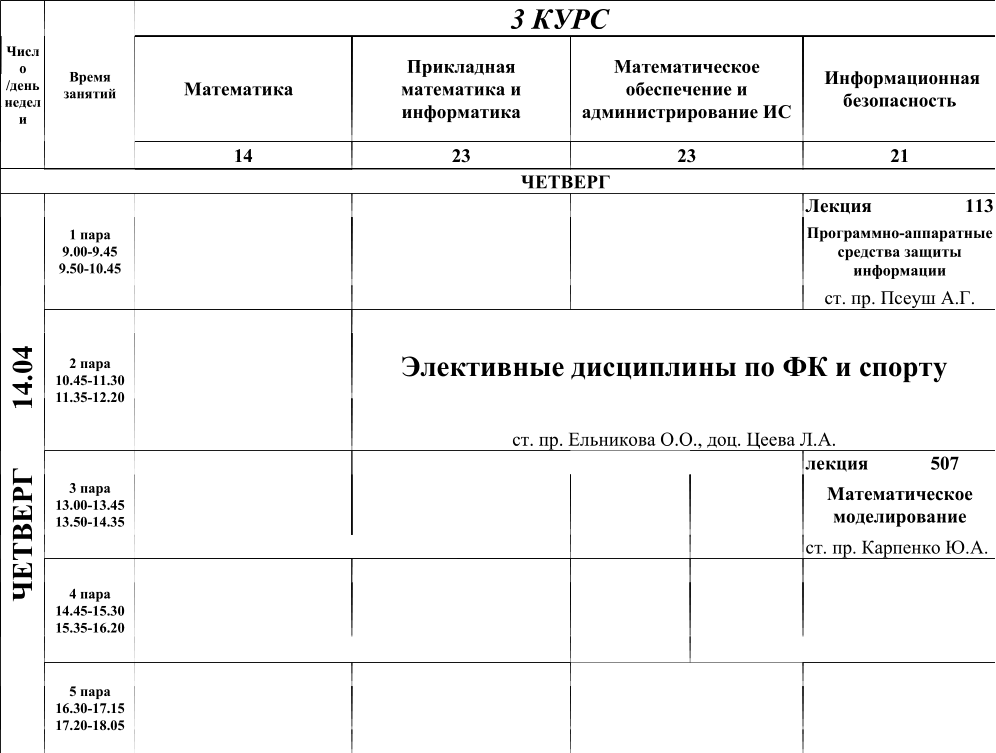 3 КУРС
Числ
о
/день
недел
и
Время
занятий
Математика
Прикладная
математика и
информатика
Математическое
обеспечение и
администрирование ИС
Информационная
безопасность
14
23
23
21
ЧЕТВЕРГ
ЧЕТВЕРГ 14.04
1 пара
9.00-9.45
9.50-10.45
Лекция 113
Программно-аппаратные
средства защиты
информации
ст. пр. Псеуш А.Г.
2 пара
10.45-11.30
11.35-12.20
Элективные дисциплины по ФК и спорту
ст. пр. Ельникова О.О., доц. Цеева Л.А.
3 пара
13.00-13.45
13.50-14.35
лекция 507
Математическое
моделирование
ст. пр. Карпенко Ю.А.
4 пара
14.45-15.30
15.35-16.20
5 пара
16.30-17.15
17.20-18.05